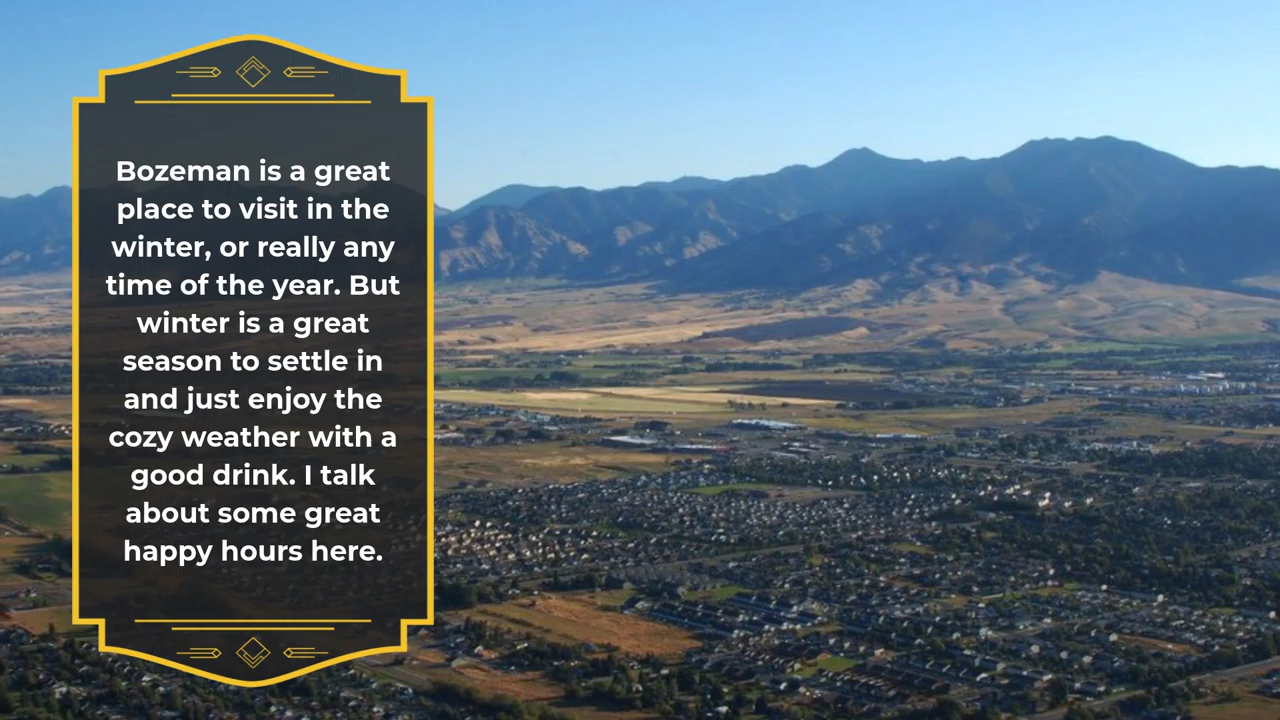 Bozeman is a great
place to visit in the
winter, or really any
time of the year. But
winter is a great
season to settle in
and just enjoy the
cozy weather with a
good drink. I talk
about some great
happy hours here.